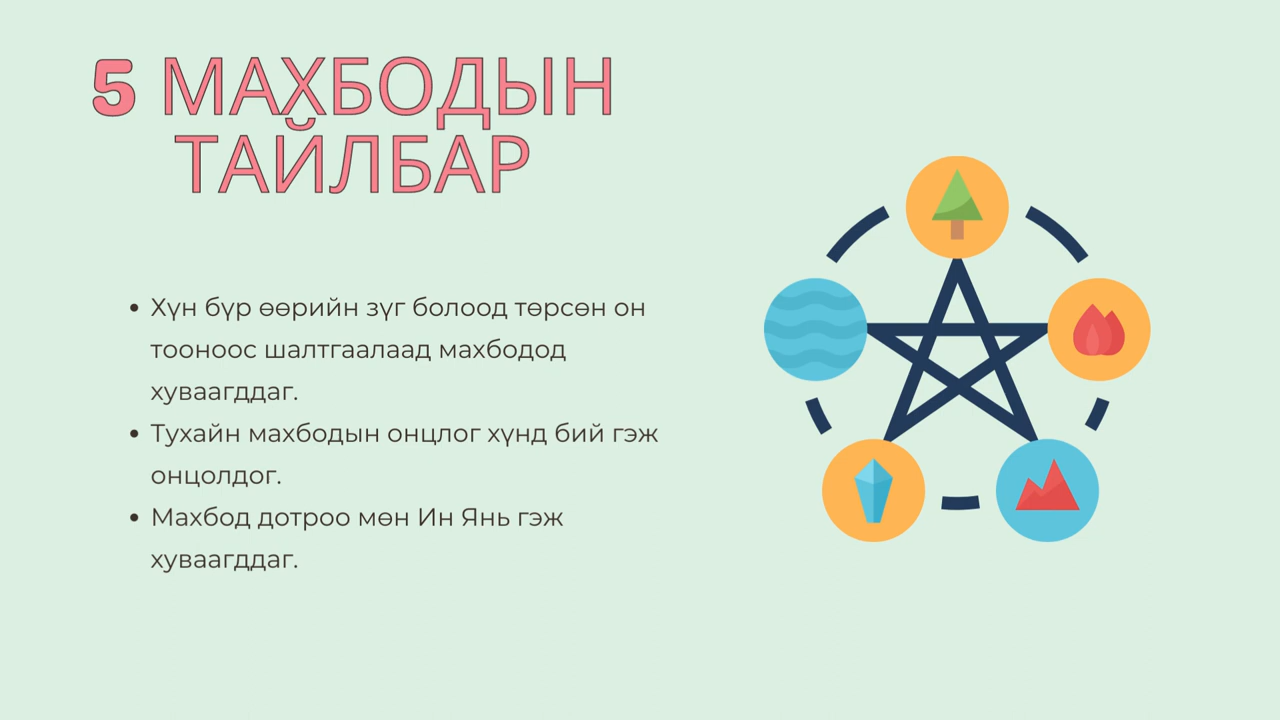 5 МАХБОДЫН
ТАЙЛБАР
• Хүн бүр өөрийн зүг болоод төрсөн он
тооноос шалтгаалаад махбодод
хуваагддаг.
• Тухайн махбодын онцлог хүнд бий гэж
онцолдог.
• Махбод дотроо мөн Ин Янь гэж
хуваагддаг.